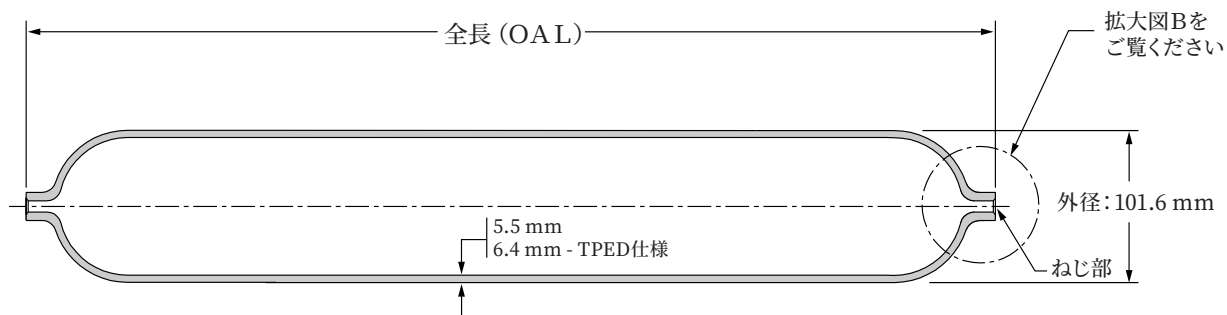 全長（OAL）
拡大図Bを
ご覧ください
外径：101.6 mm
5.5 mm
6.4 mm - TPED仕様
ねじ部